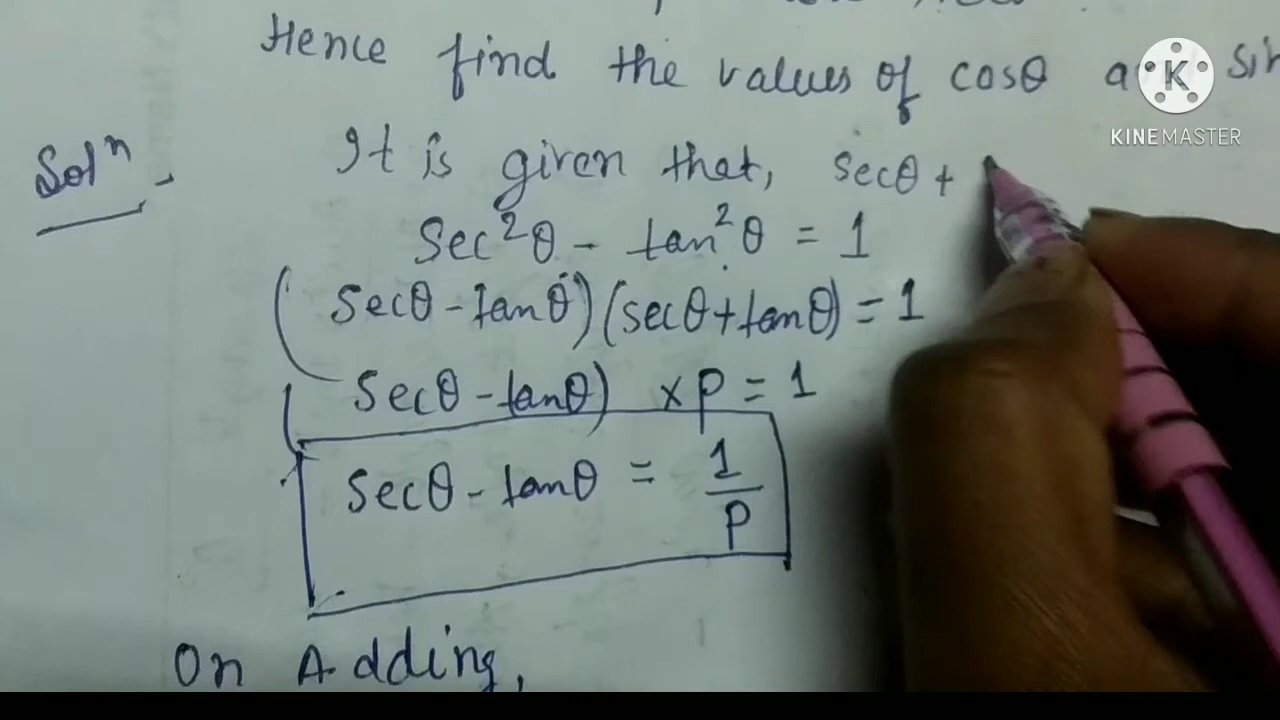 Hence find the values of cosθ
K
KINEMASTER
Solⁿ.
It is given that, secθ +
Sec²θ - tan²θ = 1
(secθ - tanθ)(secθ + tanθ) = 1
(secθ - tanθ) × P = 1
secθ - tanθ = 1/P
On Adding,